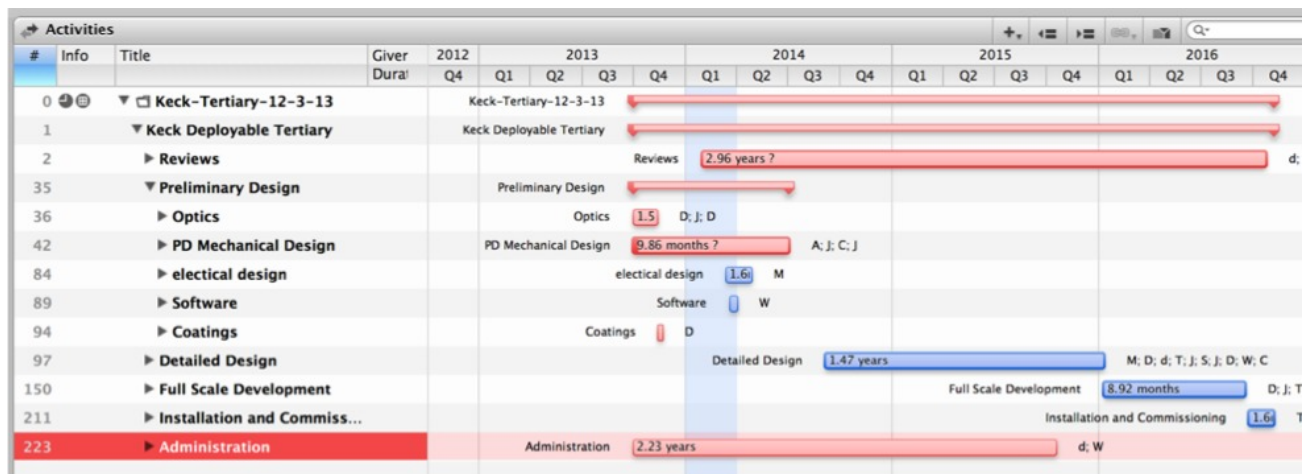 Activities
# Info Title Given 2012 2013 2014 2015 2016
Durat Q4 Q1 Q2 Q3 Q4 Q1 Q2 Q3 Q4 Q1 Q2 Q3 Q4 Q1 Q2 Q3 Q4
0 Keck-Tertiary-12-3-13 Keck-Tertiary-12-3-13
1 Keck Deployable Tertiary Keck Deployable Tertiary
2 Reviews Reviews 2.96 years ? d;
35 Preliminary Design Preliminary Design
36 Optics Optics 1.5 D; J; D
42 PD Mechanical Design PD Mechanical Design 9.86 months ? A; J; C; J
84 electical design electical design 1.6 M
89 Software Software W
94 Coatings Coatings D
97 Detailed Design Detailed Design 1.47 years M; D; d; T; J; S; J; D; W; C
150 Full Scale Development Full Scale Development 8.92 months D; J; T
211 Installation and Commiss... Installation and Commissioning 1.6 T
223 Administration Administration 2.23 years d; W